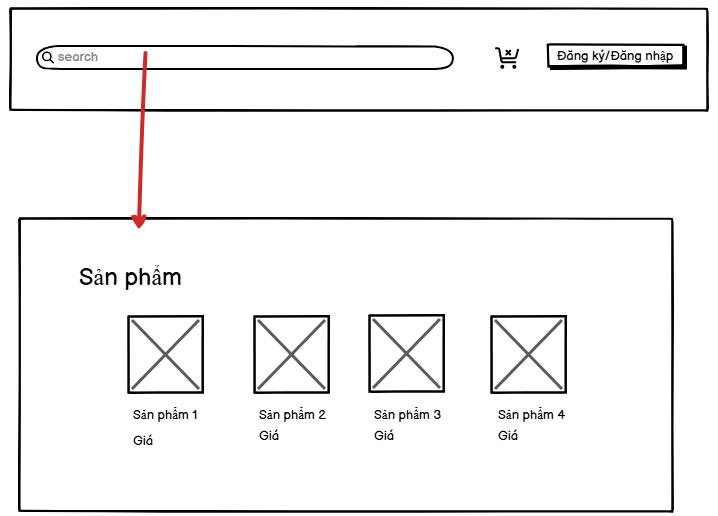 search
Đăng ký/Đăng nhập
Sản phẩm
Sản phẩm 1
Giá
Sản phẩm 2
Giá
Sản phẩm 3
Giá
Sản phẩm 4
Giá